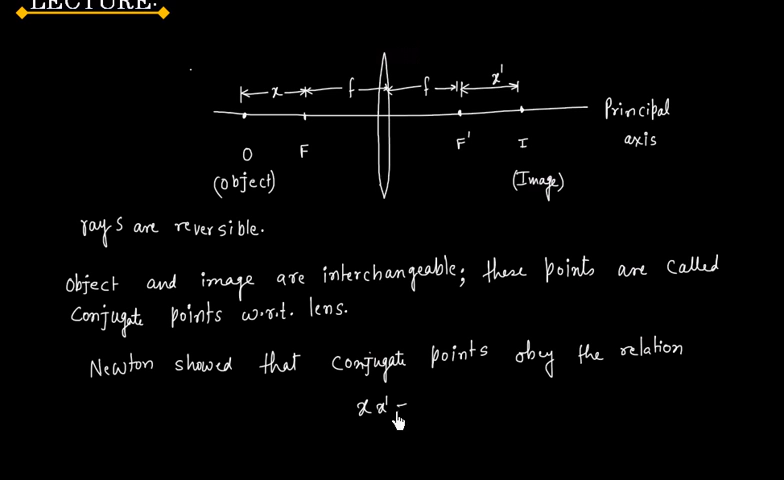 LECTURE:
x f f x'
Principal
axis
O F F' I
(object) (Image)
rays are reversible.
Object and image are interchangeable; these points are called
Conjugate points w.r.t. lens.
Newton showed that conjugate points obey the relation
x x' =